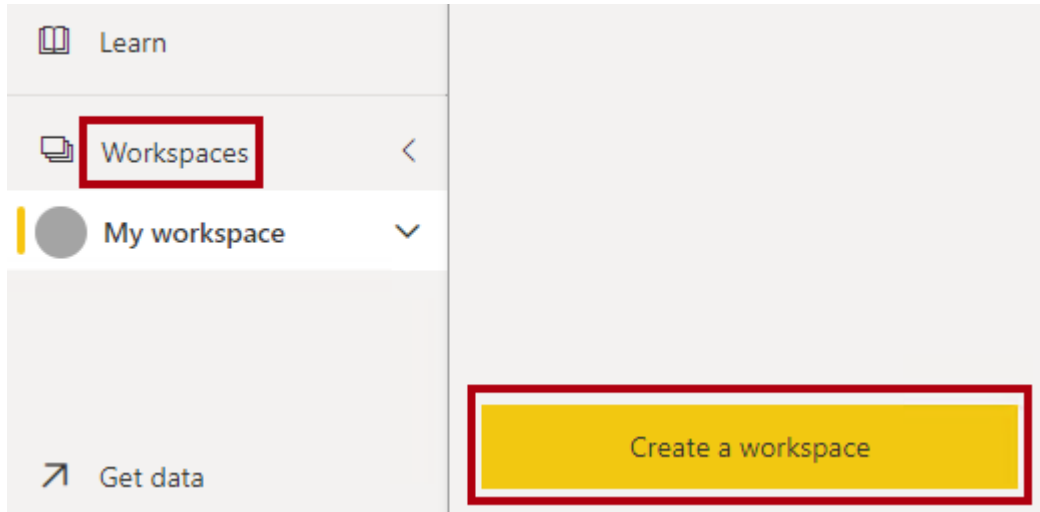 Learn
Workspaces
My workspace
Get data
Create a workspace